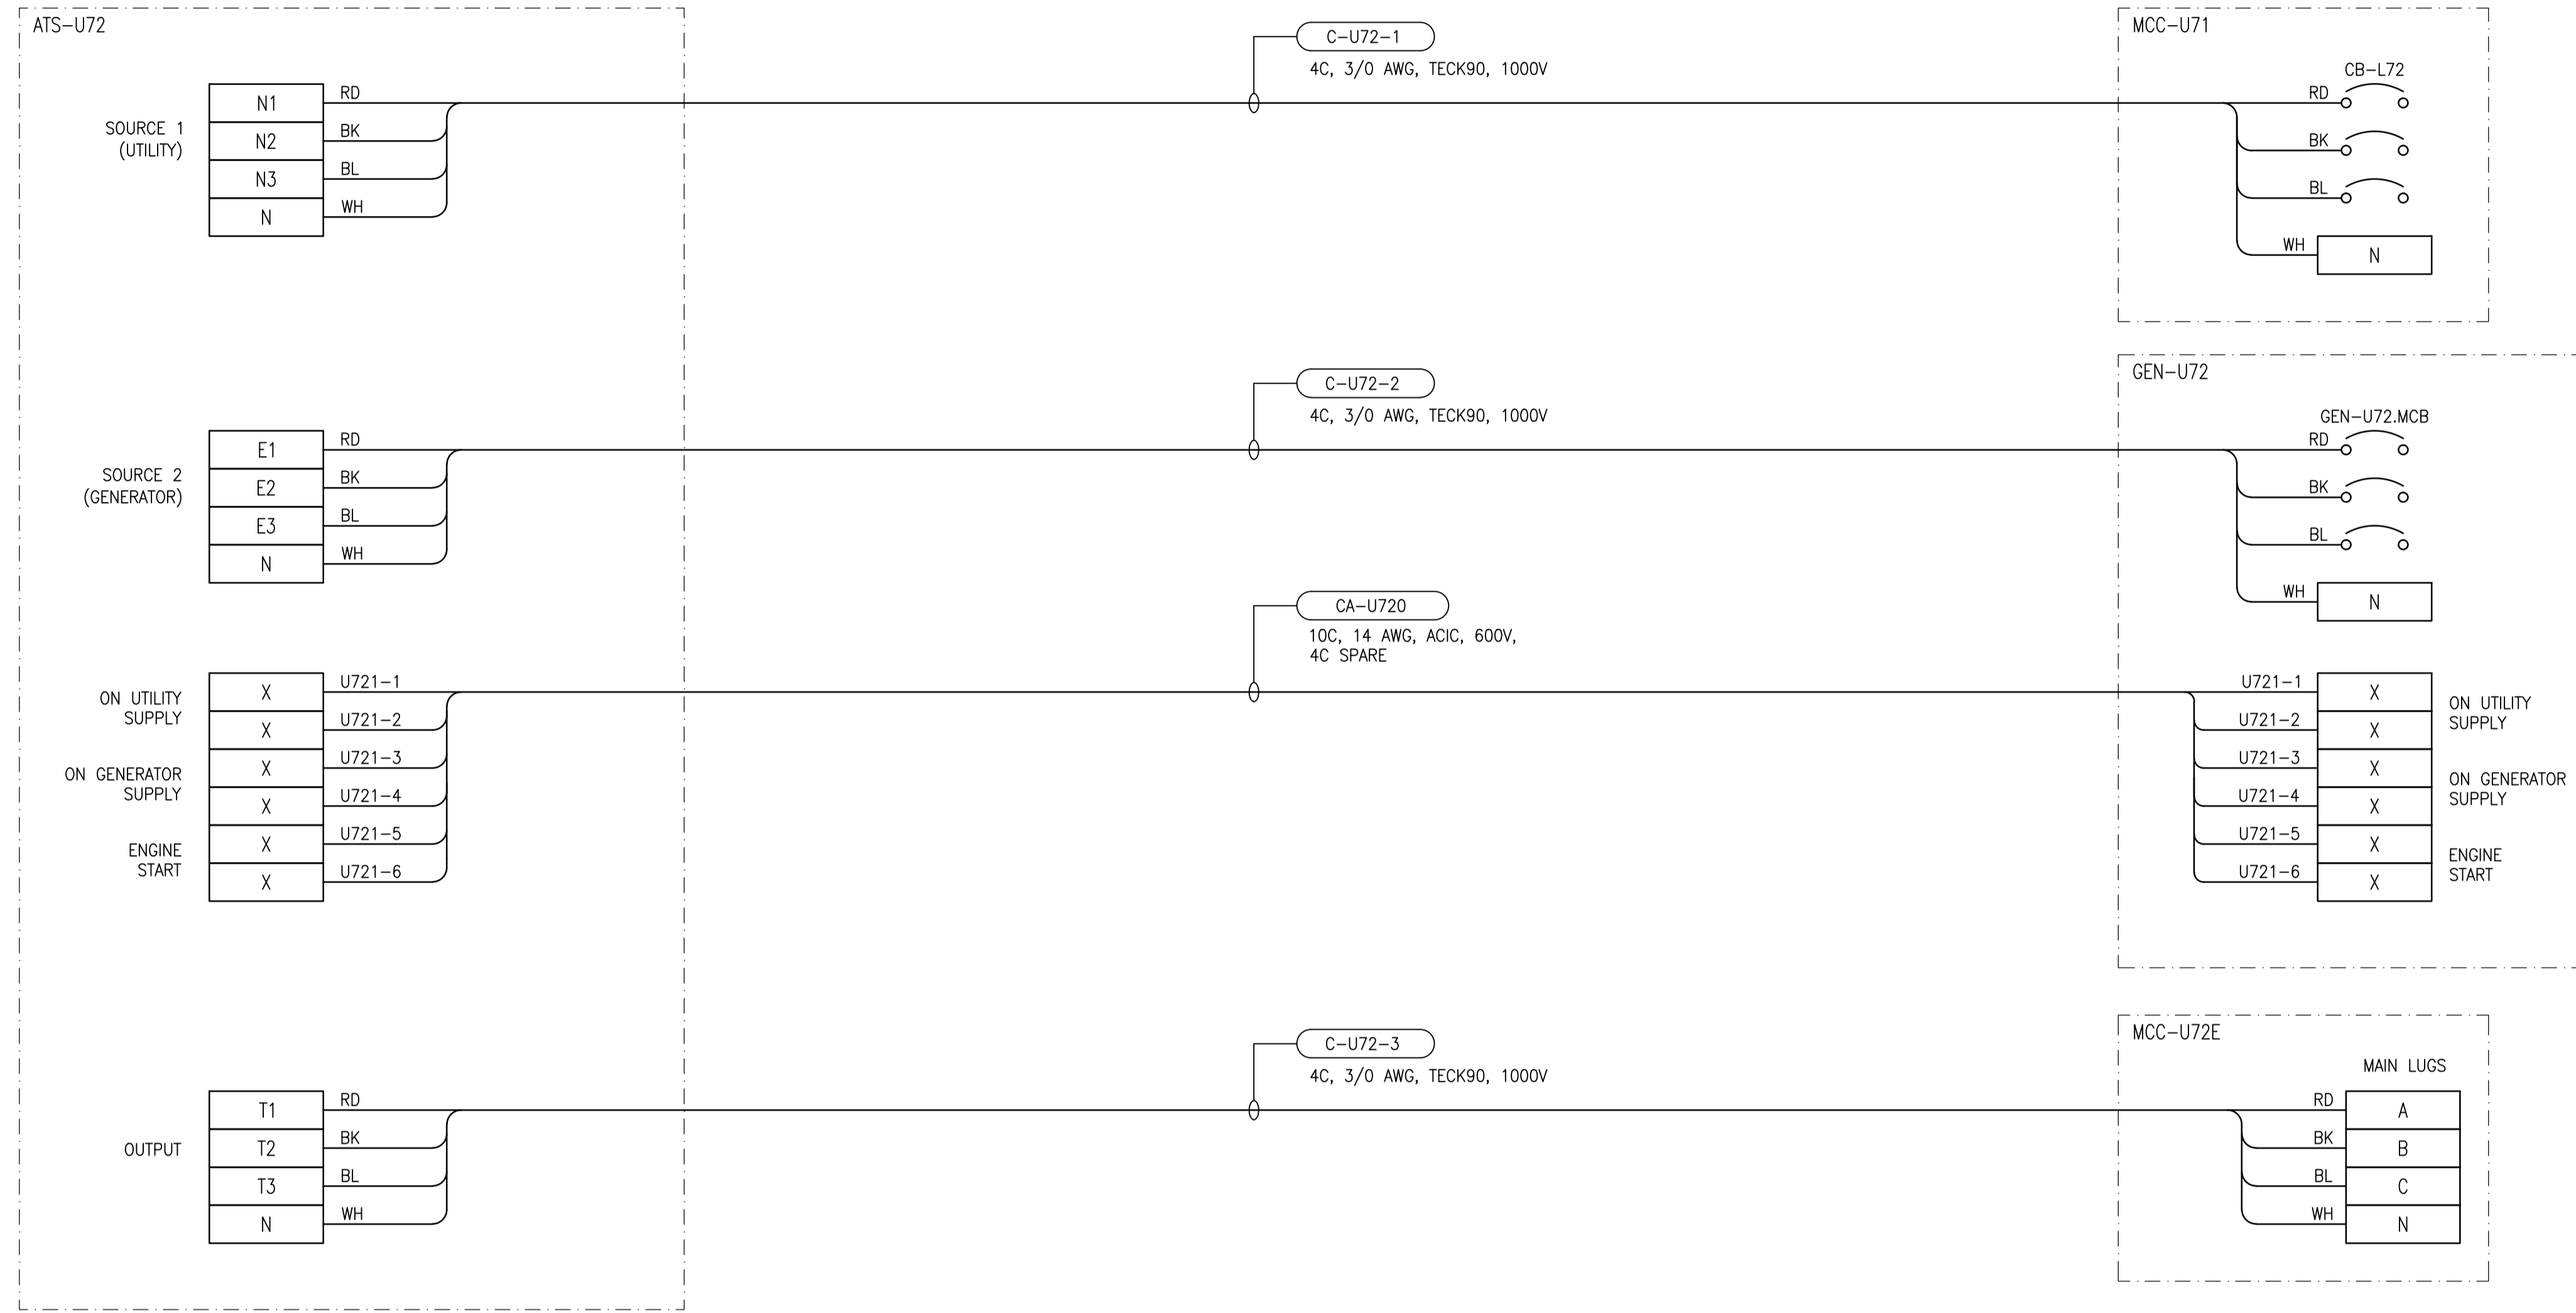 ATS-U72
SOURCE 1
(UTILITY)
N1
RD
N2
BK
N3
BL
N
WH
C-U72-1
4C, 3/0 AWG, TECK90, 1000V
MCC-U71
CB-L72
RD
BK
BL
WH
N
SOURCE 2
(GENERATOR)
E1
RD
E2
BK
E3
BL
N
WH
C-U72-2
4C, 3/0 AWG, TECK90, 1000V
GEN-U72
GEN-U72.MCB
RD
BK
BL
WH
N
ON UTILITY
SUPPLY
ON GENERATOR
SUPPLY
ENGINE
START
X
U721-1
X
U721-2
X
U721-3
X
U721-4
X
U721-5
X
U721-6
CA-U720
10C, 14 AWG, ACIC, 600V,
4C SPARE
U721-1
X
U721-2
X
U721-3
X
U721-4
X
U721-5
X
U721-6
X
ON UTILITY
SUPPLY
ON GENERATOR
SUPPLY
ENGINE
START
OUTPUT
T1
RD
T2
BK
T3
BL
N
WH
C-U72-3
4C, 3/0 AWG, TECK90, 1000V
MCC-U72E
MAIN LUGS
RD
A
BK
B
BL
C
WH
N